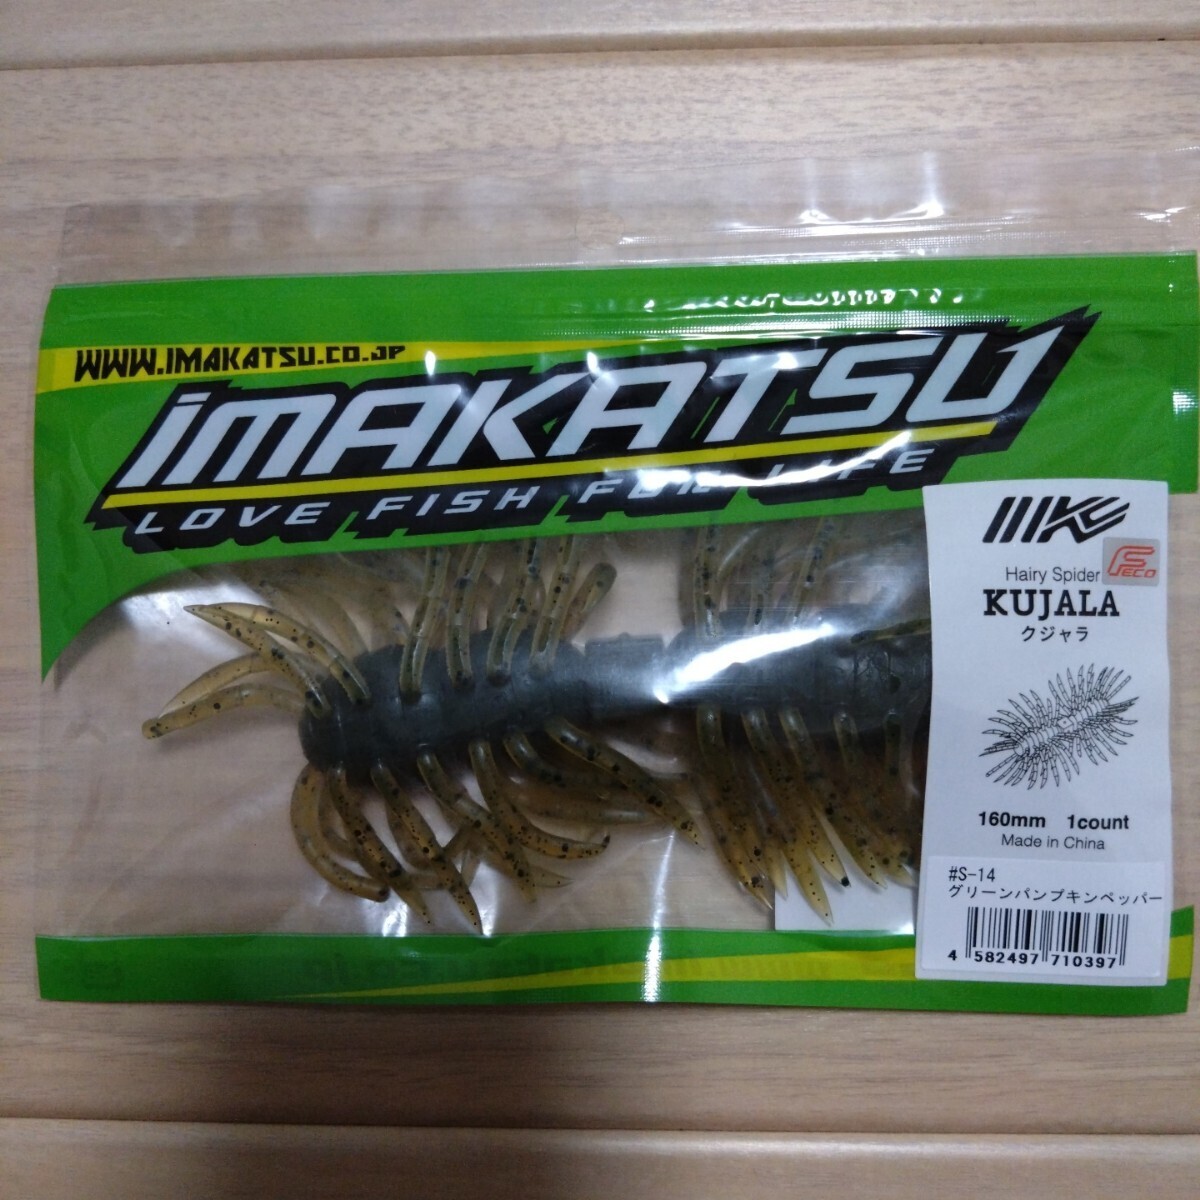 WWW.IMAKATSU.CO.JP
IMAKATSU
LOVE FISH FOR LIFE
IK
Feco
Hairy Spider
KUJALA
クジャラ
160mm 1count
Made in China
#S-14
グリーンパンプキンペッパー
4 582497 710397